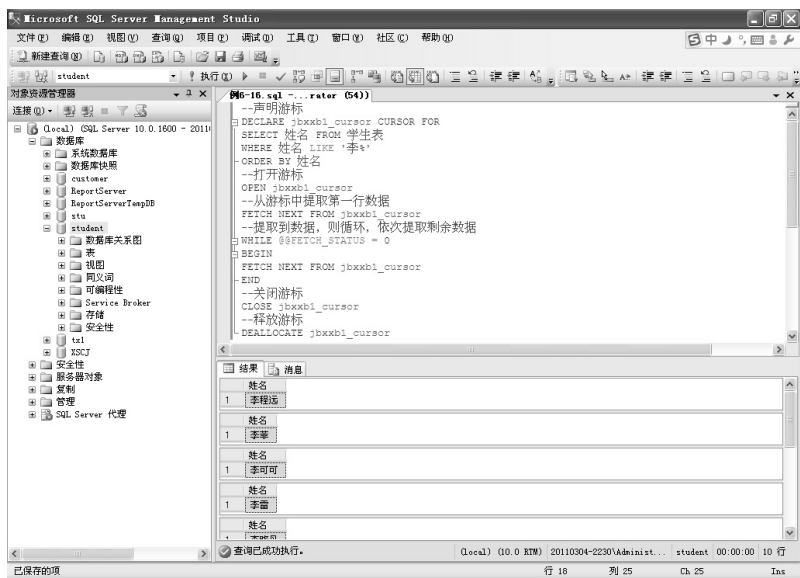 Microsoft SQL Server Management Studio
文件(F) 编辑(E) 视图(V) 查询(Q) 项目(P) 调试(D) 工具(T) 窗口(W) 社区(C) 帮助(H)
中
新建查询(N)
student
执行(X)
对象资源管理器
连接(O)
(local) (SQL Server 10.0.1600 - 2011
数据库
系统数据库
数据库快照
customer
ReportServer
ReportServerTempDB
stu
student
数据库关系图
表
视图
同义词
可编程性
Service Broker
存储
安全性
txl
XSCJ
安全性
服务器对象
复制
管理
SQL Server 代理
例6-16.sql -...rator (54))
--声明游标
DECLARE jbxxb1_cursor CURSOR FOR
SELECT 姓名 FROM 学生表
WHERE 姓名 LIKE '李%'
ORDER BY 姓名
--打开游标
OPEN jbxxb1_cursor
--从游标中提取第一行数据
FETCH NEXT FROM jbxxb1_cursor
--提取到数据，则循环，依次提取剩余数据
WHILE @@FETCH_STATUS = 0
BEGIN
FETCH NEXT FROM jbxxb1_cursor
END
--关闭游标
CLOSE jbxxb1_cursor
--释放游标
DEALLOCATE jbxxb1_cursor
结果 消息
姓名
1 李程远
姓名
1 李華
姓名
1 李可可
姓名
1 李雷
姓名
1
查询已成功执行。
(local) (10.0 RTM) 20110304-2230\Administ... student 00:00:00 10 行
已保存的项
行 18 列 25 Ch 25 Ins